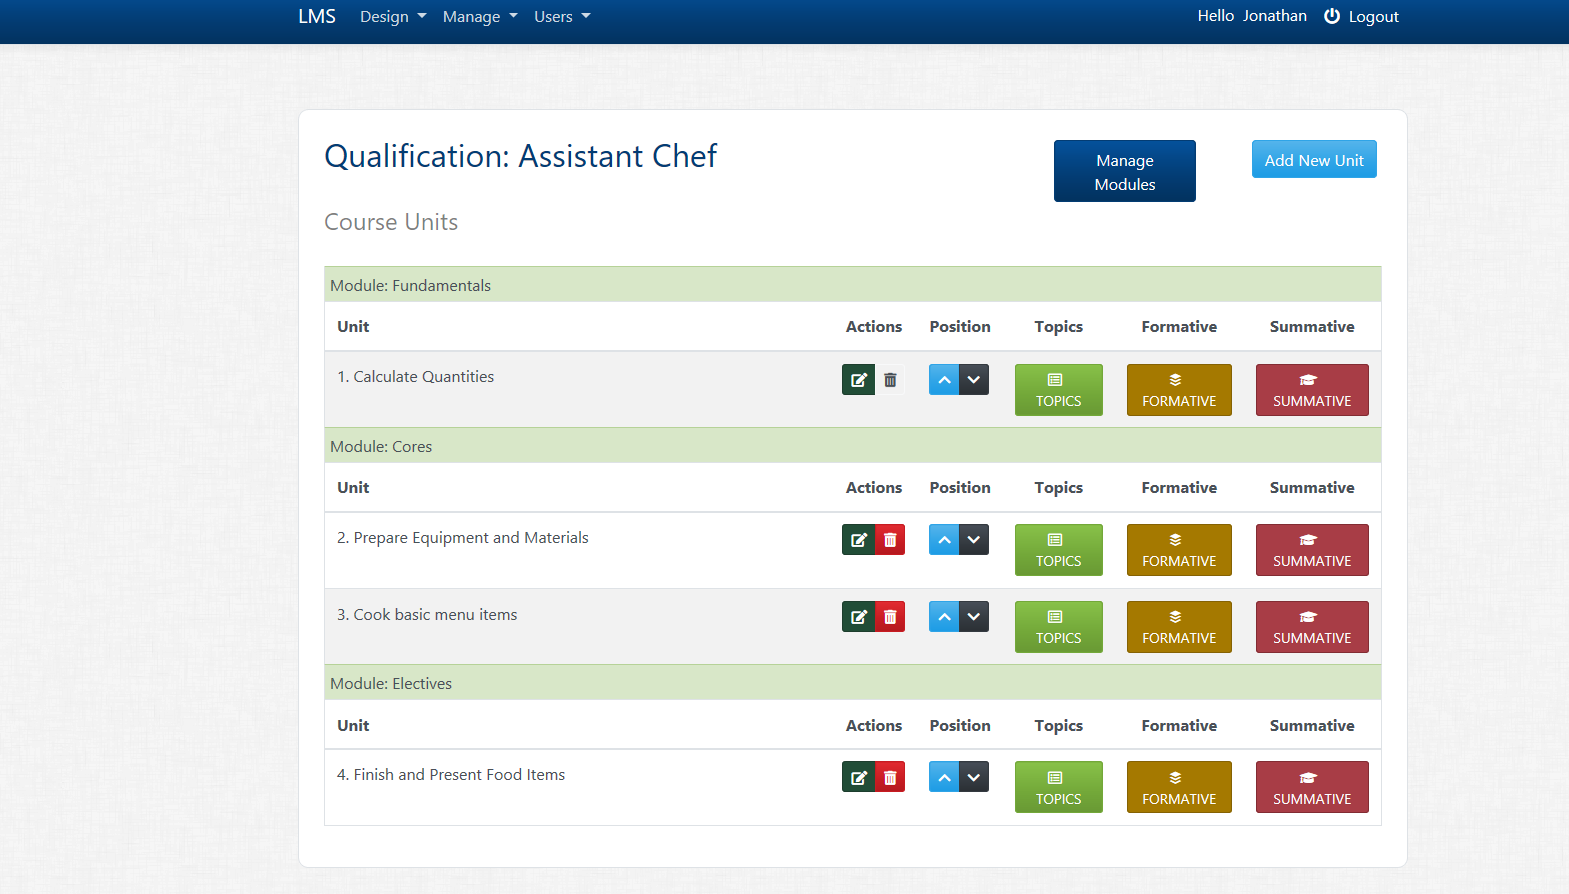 LMS Design Manage Users Hello Jonathan Logout
Qualification: Assistant Chef
Manage
Modules
Add New Unit
Course Units
Module: Fundamentals
Unit Actions Position Topics Formative Summative
1. Calculate Quantities
TOPICS FORMATIVE SUMMATIVE
Module: Cores
Unit Actions Position Topics Formative Summative
2. Prepare Equipment and Materials
TOPICS FORMATIVE SUMMATIVE
3. Cook basic menu items
TOPICS FORMATIVE SUMMATIVE
Module: Electives
Unit Actions Position Topics Formative Summative
4. Finish and Present Food Items
TOPICS FORMATIVE SUMMATIVE